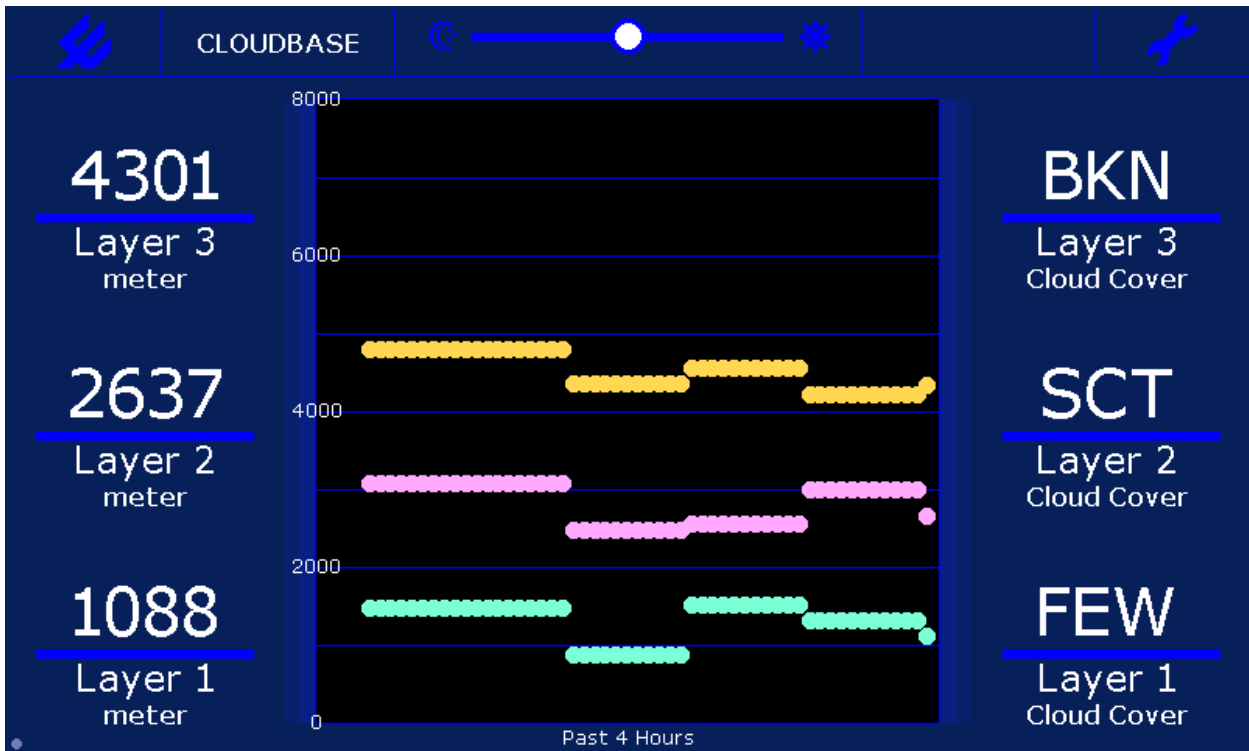 CLOUDBASE
4301
Layer 3
meter
2637
Layer 2
meter
1088
Layer 1
meter
8000
6000
4000
2000
0
Past 4 Hours
BKN
Layer 3
Cloud Cover
SCT
Layer 2
Cloud Cover
FEW
Layer 1
Cloud Cover